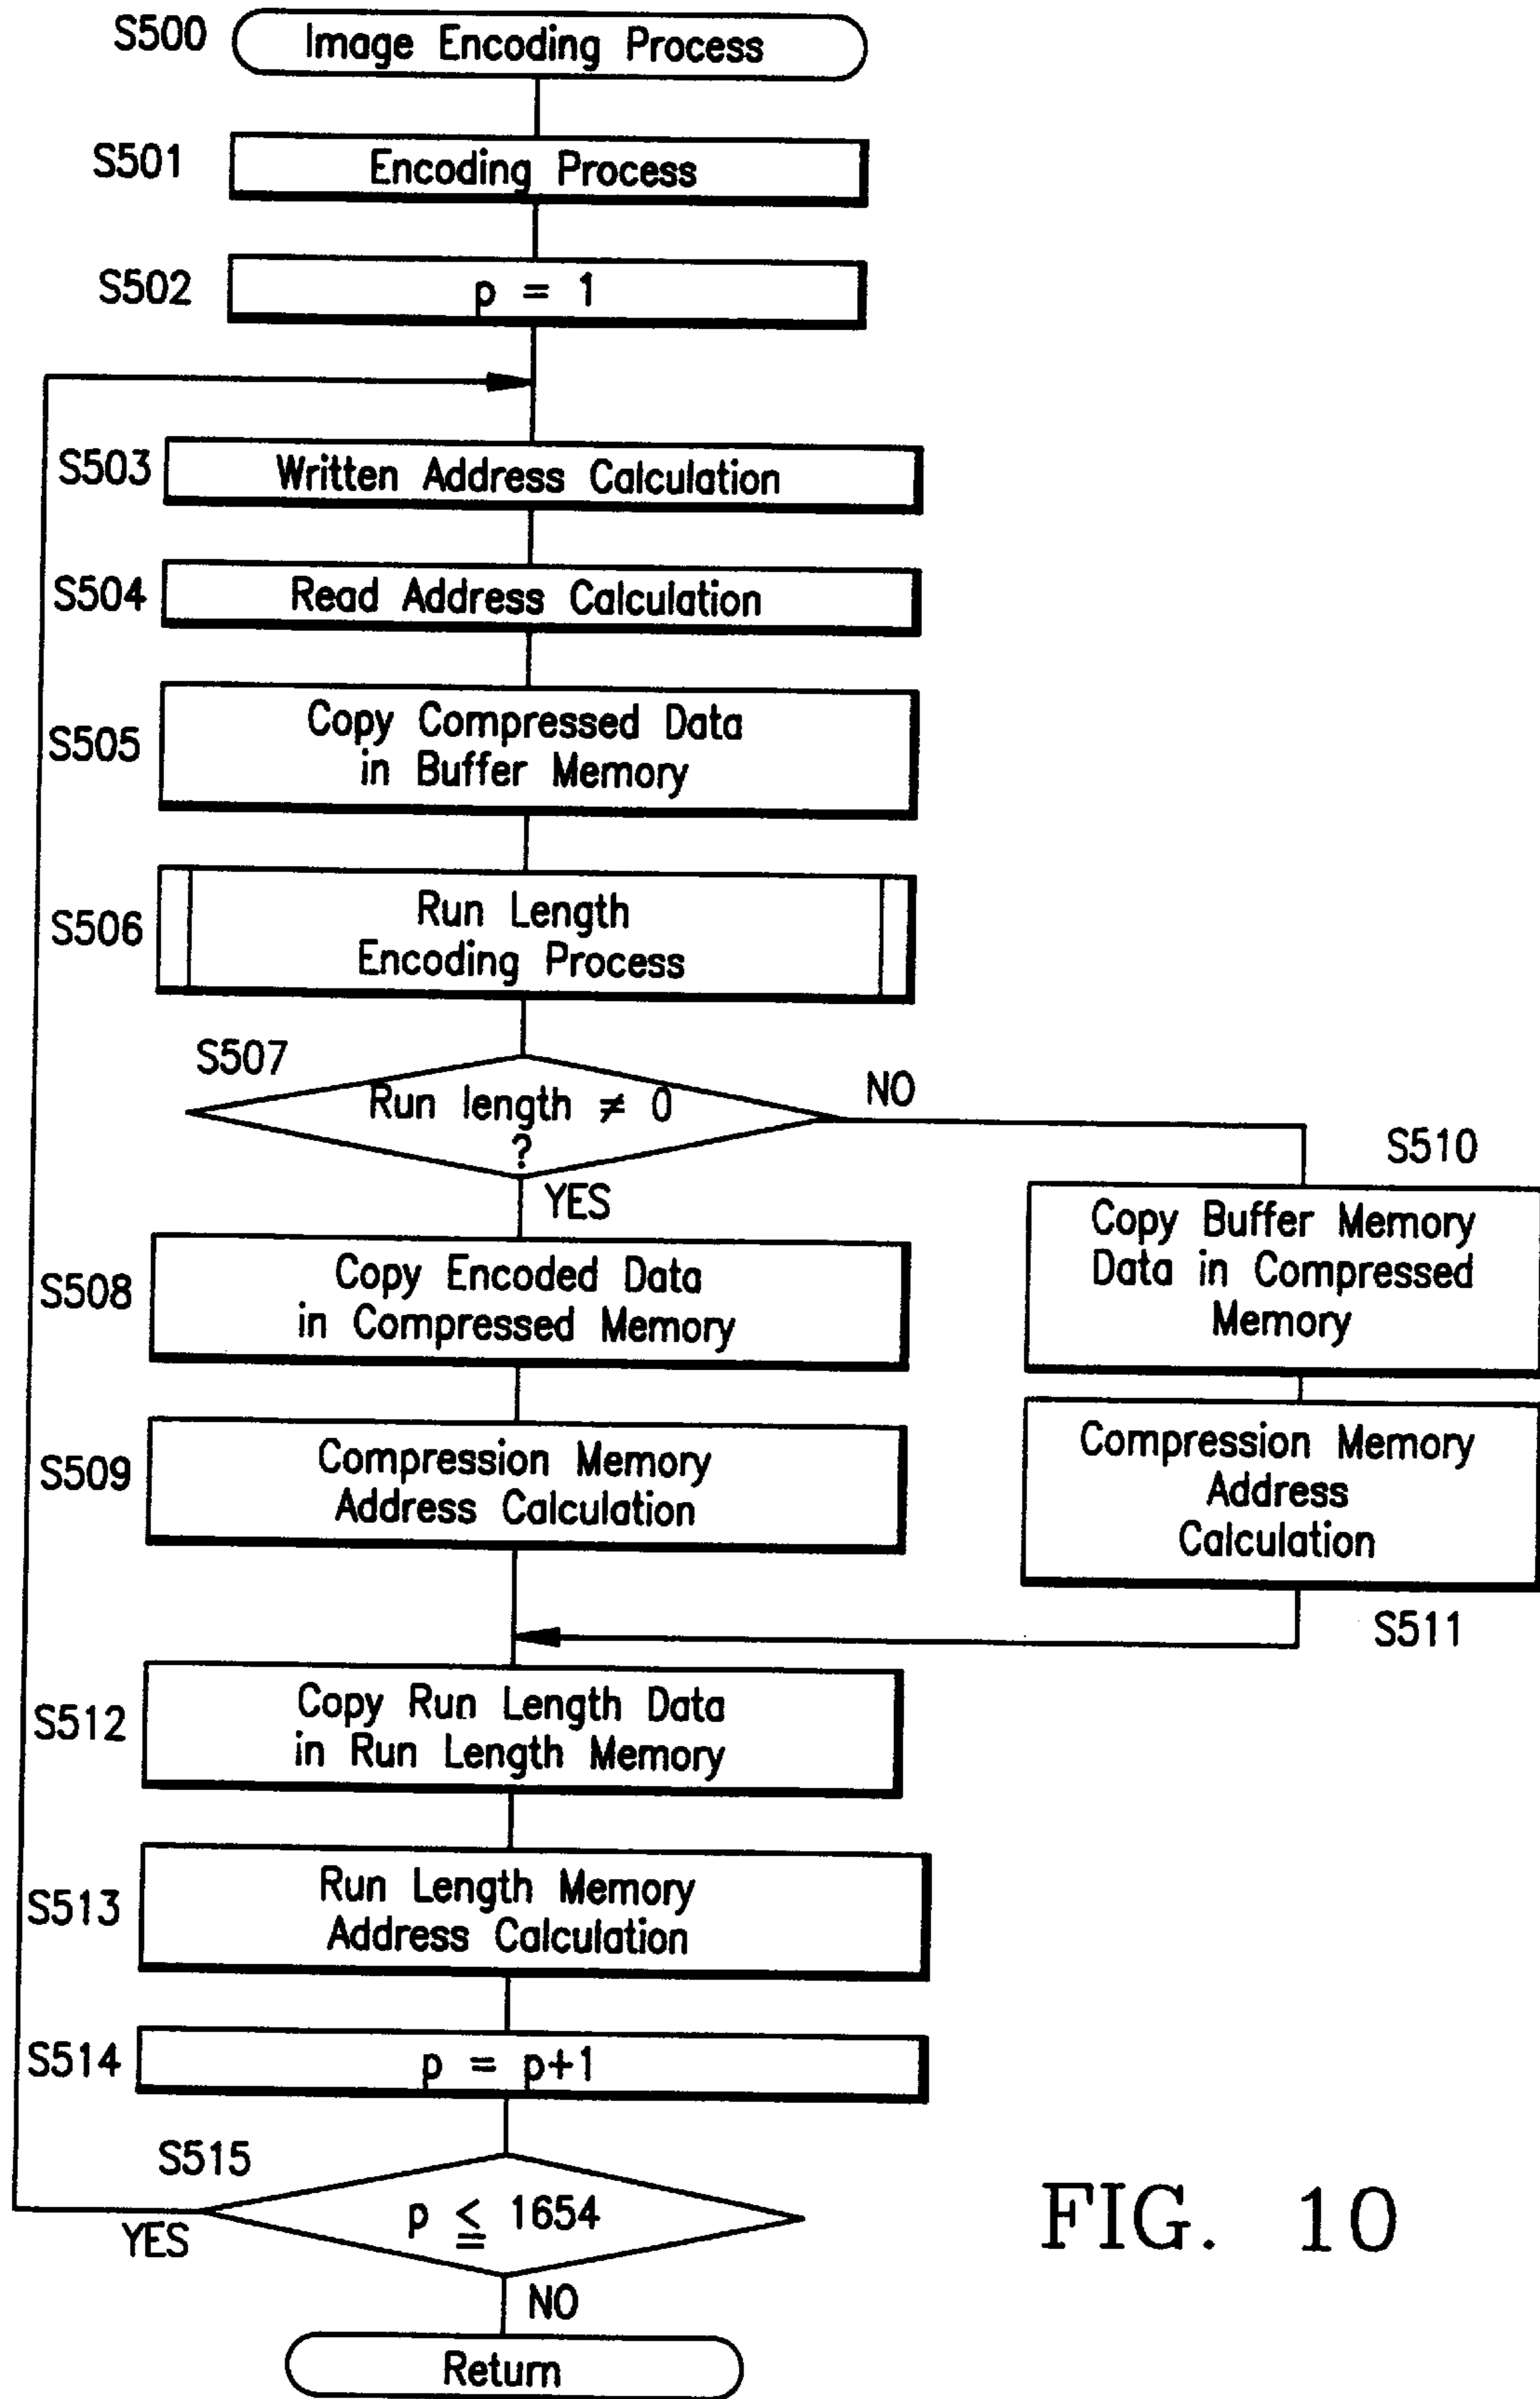 S500
Image Encoding Process
S501
Encoding Process
S502
p = 1
S503
Written Address Calculation
S504
Read Address Calculation
S505
Copy Compressed Data
in Buffer Memory
S506
Run Length
Encoding Process
S507
Run length ≠ 0
?
NO
YES
S508
Copy Encoded Data
in Compressed Memory
S509
Compression Memory
Address Calculation
S510
Copy Buffer Memory
Data in Compressed
Memory
Compression Memory
Address
Calculation
S511
S512
Copy Run Length Data
in Run Length Memory
S513
Run Length Memory
Address Calculation
S514
p = p+1
S515
p ≦ 1654
YES
NO
Return
FIG. 10